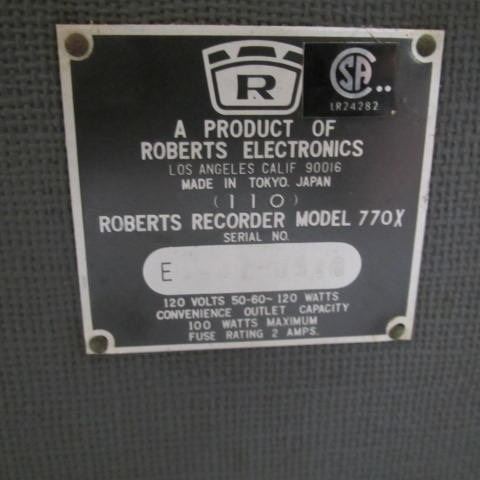 R
SA
LR24282
A PRODUCT OF
ROBERTS ELECTRONICS
LOS ANGELES CALIF 90016
MADE IN TOKYO. JAPAN
(110)
ROBERTS RECORDER MODEL 770X
SERIAL NO.
E
120 VOLTS 50-60~ 120 WATTS
CONVENIENCE OUTLET CAPACITY
100 WATTS MAXIMUM
FUSE RATING 2 AMPS.